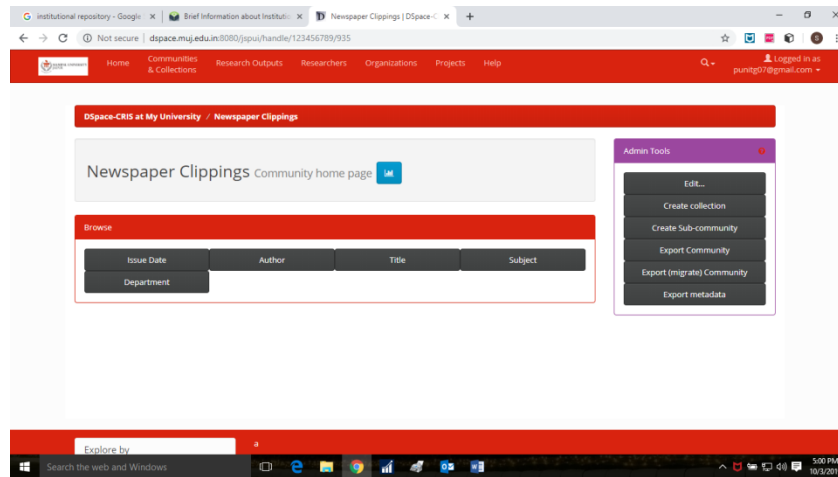 institutional repository - Google
Brief Information about Institutio
Newspaper Clippings | DSpace-C
Not secure | dspace.muj.edu.in:8080/jspui/handle/123456789/935
Home
Communities
& Collections
Research Outputs
Researchers
Organizations
Projects
Help
Logged in as
punitg07@gmail.com
DSpace-CRIS at My University / Newspaper Clippings
Newspaper Clippings Community home page
Browse
Issue Date
Author
Title
Subject
Department
Admin Tools
Edit...
Create collection
Create Sub-community
Export Community
Export (migrate) Community
Export metadata
Explore by
a
Search the web and Windows
5:00 PM
10/3/201